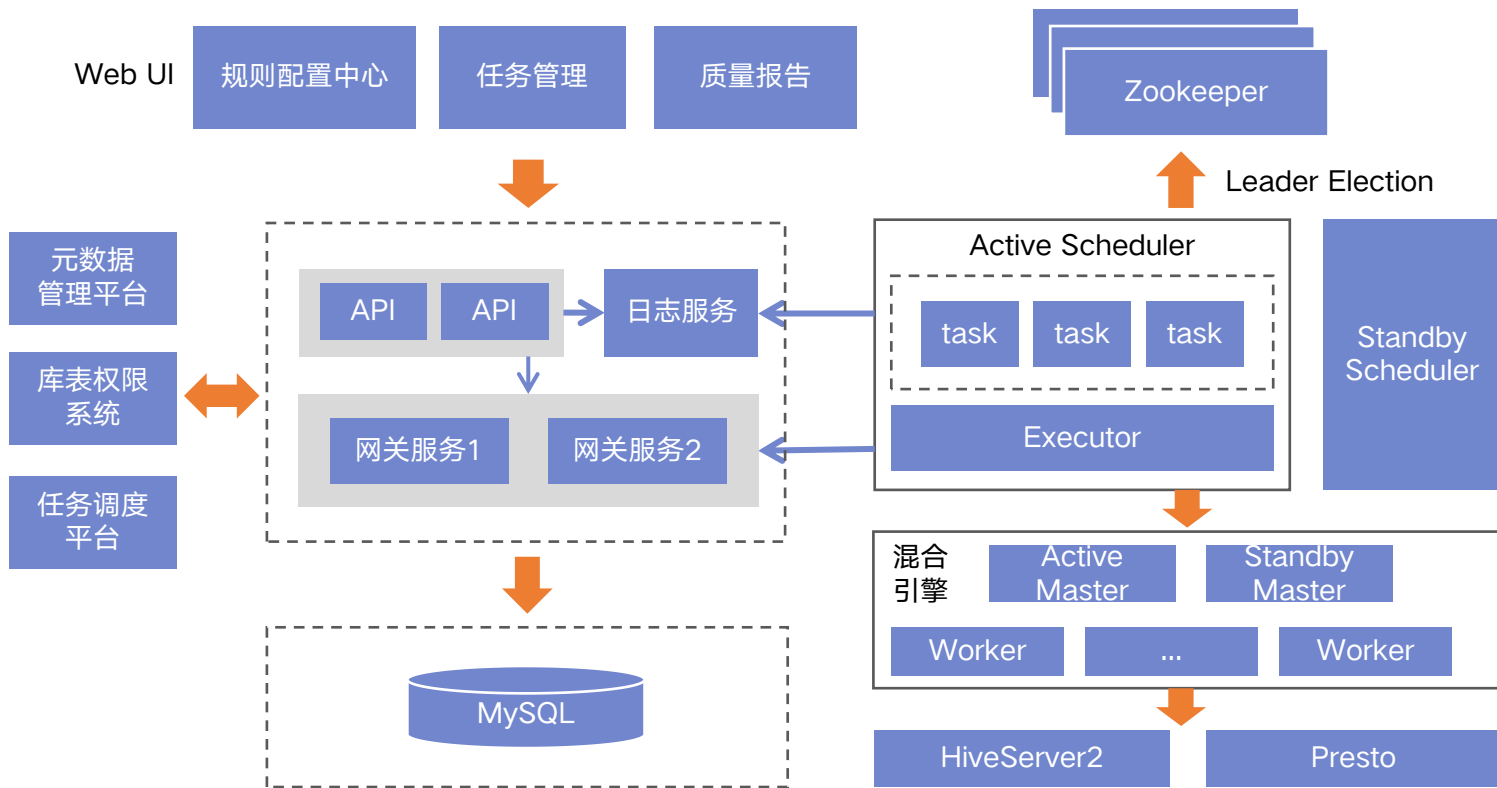 Web UI
规则配置中心
任务管理
质量报告
Zookeeper
Leader Election
元数据
管理平台
库表权限
系统
任务调度
平台
API
API
日志服务
网关服务1
网关服务2
Active Scheduler
task
task
task
Executor
Standby
Scheduler
混合
引擎
Active
Master
Standby
Master
Worker
...
Worker
MySQL
HiveServer2
Presto